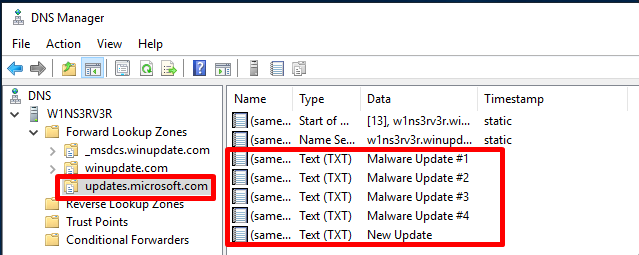 DNS Manager
File Action View Help
DNS
W1NS3RV3R
Forward Lookup Zones
_msdcs.winupdate.com
winupdate.com
updates.microsoft.com
Reverse Lookup Zones
Trust Points
Conditional Forwarders
Name Type Data Timestamp
(same... Start of ... [13], w1ns3rv3r.win... static
(same... Name Se... w1ns3rv3r.winupd... static
(same... Text (TXT) Malware Update #1
(same... Text (TXT) Malware Update #2
(same... Text (TXT) Malware Update #3
(same... Text (TXT) Malware Update #4
(same... Text (TXT) New Update